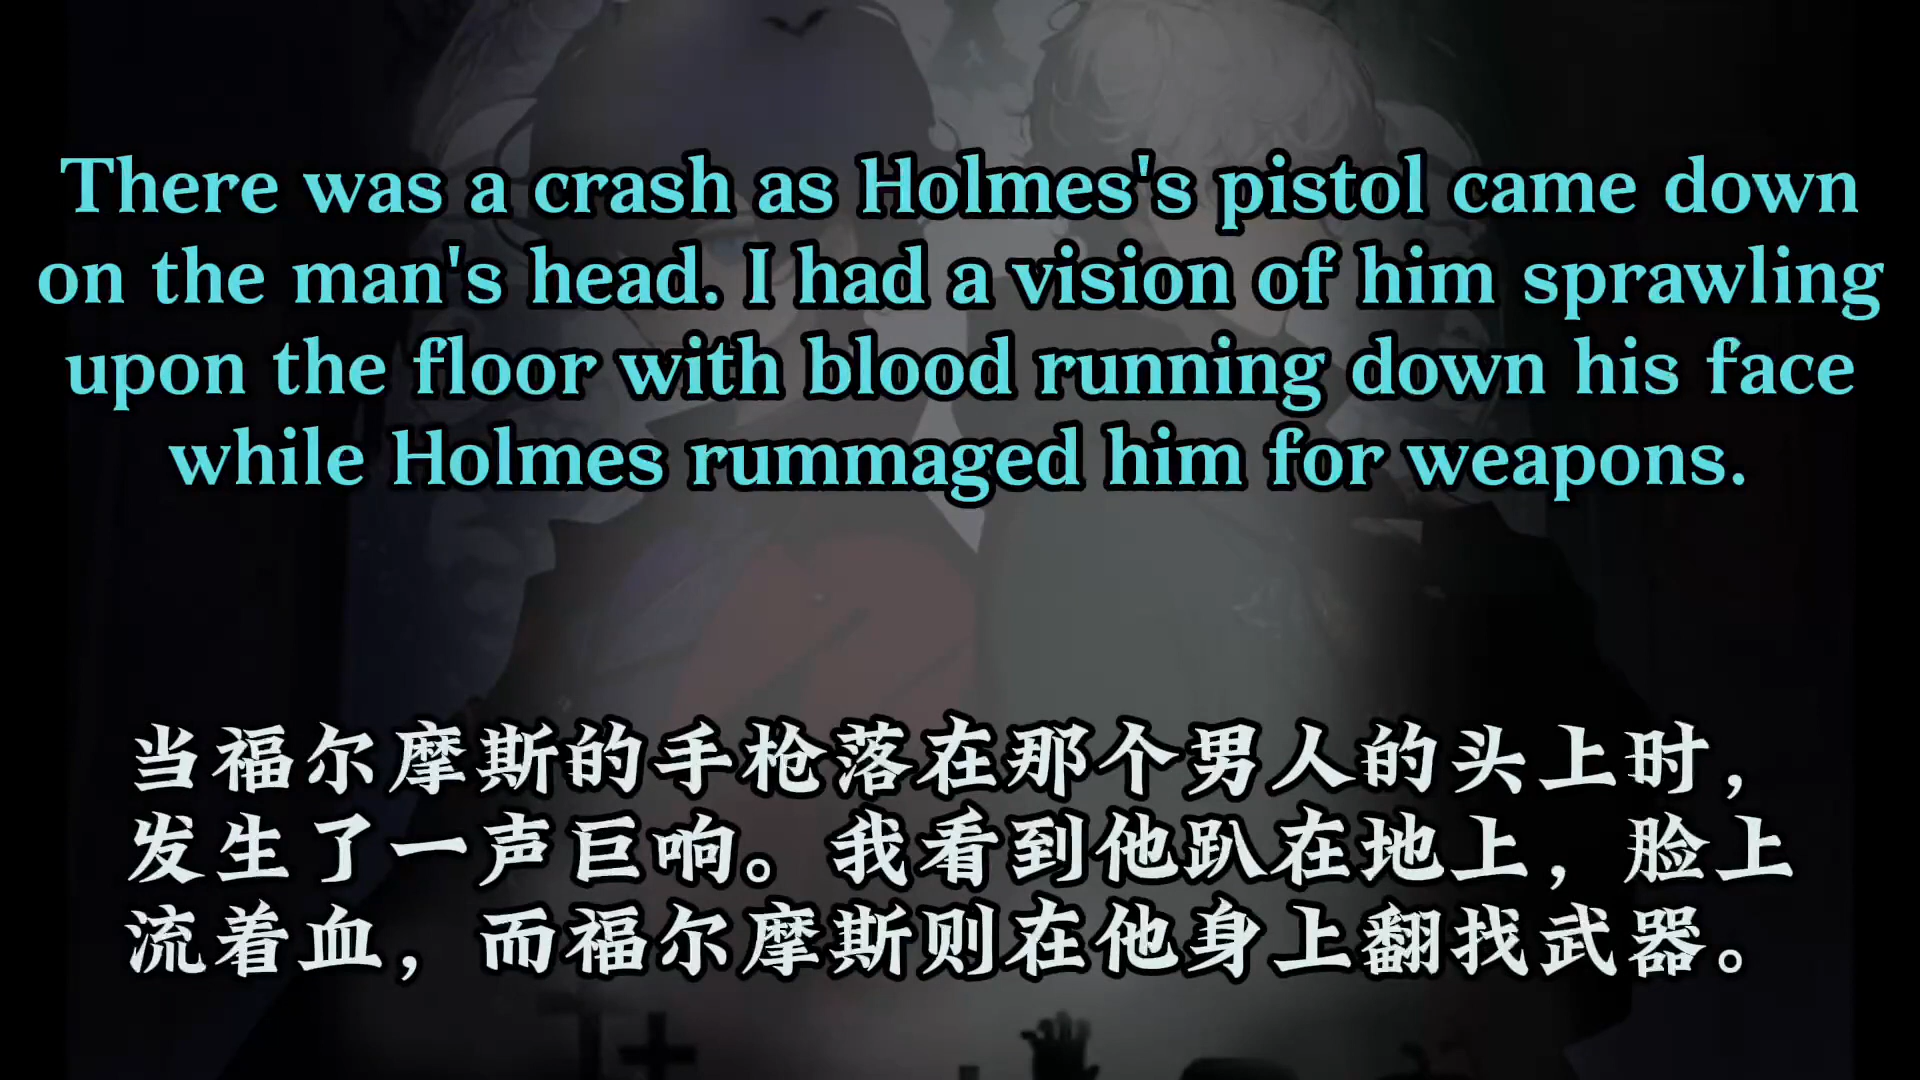 There was a crash as Holmes's pistol came down
on the man's head. I had a vision of him sprawling
upon the floor with blood running down his face
while Holmes rummaged him for weapons.
当福尔摩斯的手枪落在那个男人的头上时，
发生了一声巨响。我看到他趴在地上，脸上
流着血，而福尔摩斯则在他身上翻找武器。